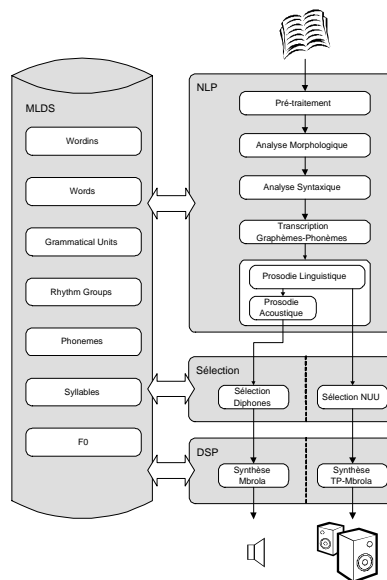 MLDS
Wordins
Words
Grammatical Units
Rhythm Groups
Phonemes
Syllables
F0
NLP
Pré-traitement
Analyse Morphologique
Analyse Syntaxique
Transcription
Graphèmes-Phonèmes
Prosodie Linguistique
Prosodie
Acoustique
Sélection
Sélection
Diphones
Sélection NUU
DSP
Synthèse
Mbrola
Synthèse
TP-Mbrola